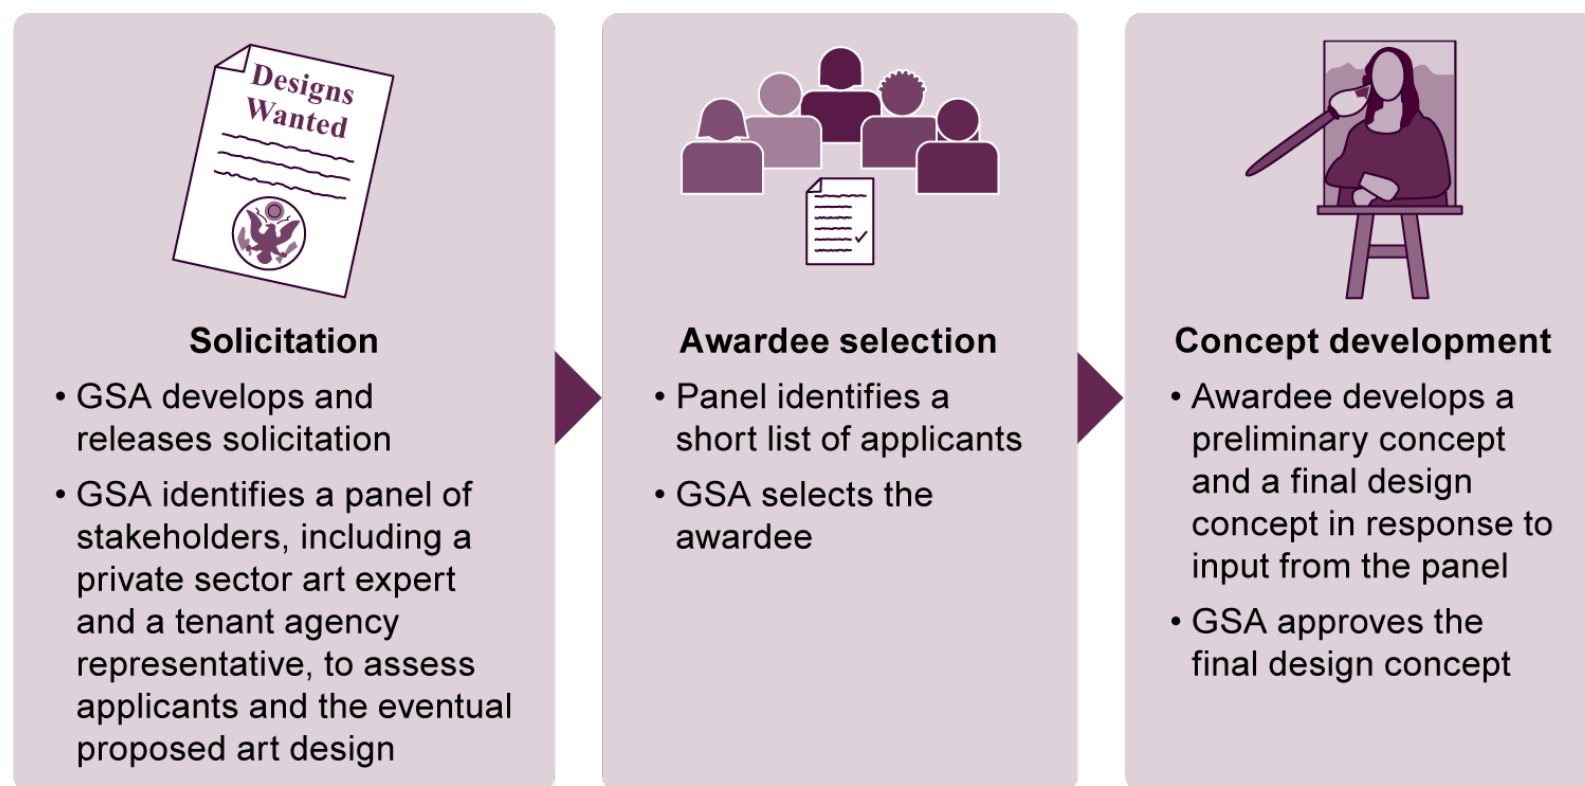 Designs
Wanted
Solicitation
• GSA develops and
releases solicitation
• GSA identifies a panel of
stakeholders, including a
private sector art expert
and a tenant agency
representative, to assess
applicants and the eventual
proposed art design
Awardee selection
• Panel identifies a
short list of applicants
• GSA selects the
awardee
Concept development
• Awardee develops a
preliminary concept
and a final design
concept in response to
input from the panel
• GSA approves the
final design concept